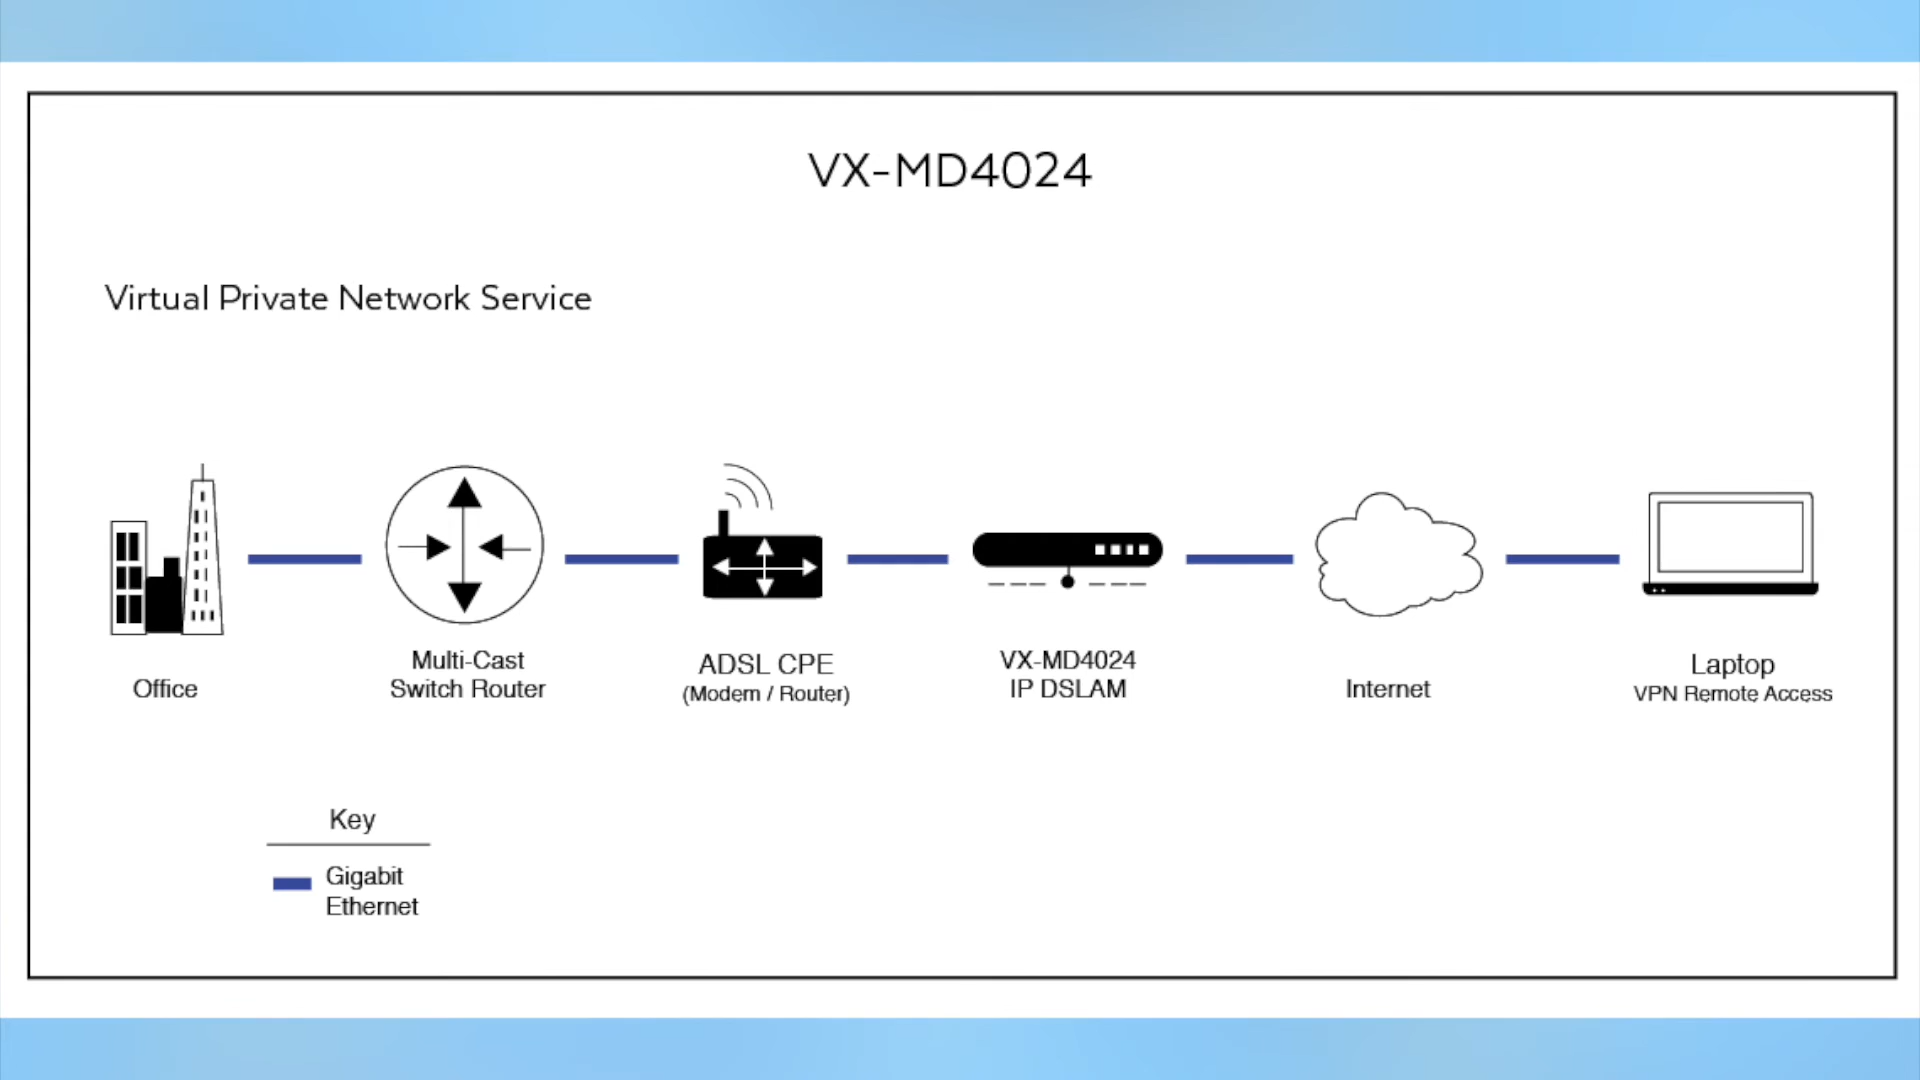 VX-MD4024
Virtual Private Network Service
Office
Multi-Cast
Switch Router
ADSL CPE
(Modem / Router)
VX-MD4024
IP DSLAM
Internet
Laptop
VPN Remote Access
Key
Gigabit
Ethernet